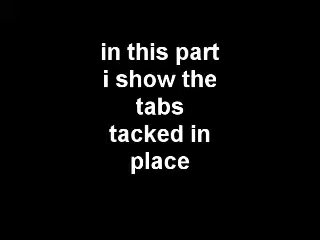 in this part
i show the
tabs
tacked in
place